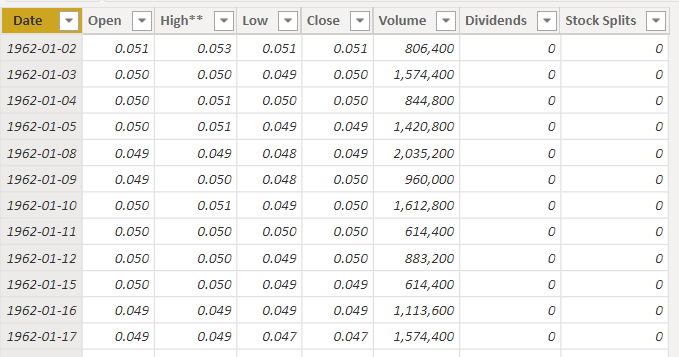 Date Open High** Low Close Volume Dividends Stock Splits
1962-01-02 0.051 0.053 0.051 0.051 806,400 0 0
1962-01-03 0.050 0.050 0.049 0.050 1,574,400 0 0
1962-01-04 0.050 0.051 0.050 0.050 844,800 0 0
1962-01-05 0.050 0.051 0.049 0.049 1,420,800 0 0
1962-01-08 0.049 0.049 0.048 0.049 2,035,200 0 0
1962-01-09 0.049 0.050 0.048 0.050 960,000 0 0
1962-01-10 0.050 0.051 0.049 0.050 1,612,800 0 0
1962-01-11 0.050 0.050 0.050 0.050 614,400 0 0
1962-01-12 0.050 0.050 0.049 0.050 883,200 0 0
1962-01-15 0.050 0.050 0.049 0.049 614,400 0 0
1962-01-16 0.049 0.049 0.049 0.049 1,113,600 0 0
1962-01-17 0.049 0.049 0.047 0.047 1,574,400 0 0